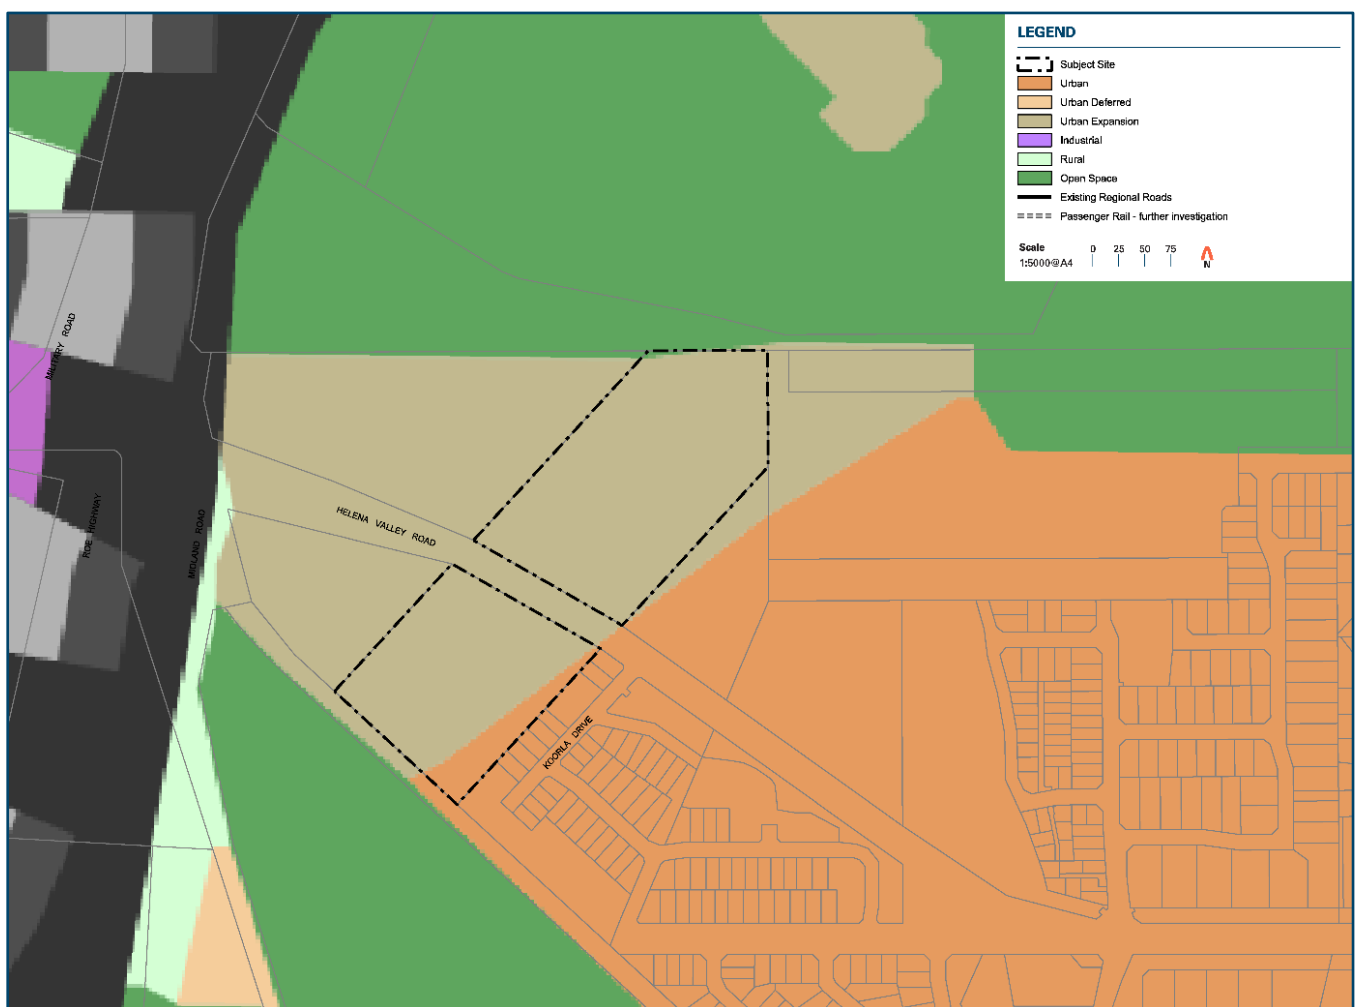 LEGEND
Subject Site
Urban
Urban Deferred
Urban Expansion
Industrial
Rural
Open Space
Existing Regional Roads
Passenger Rail - further investigation
Scale
1:5000@A4
0 25 50 75
N
MILITARY ROAD
ROE HIGHWAY
MIDLAND ROAD
HELENA VALLEY ROAD
KOORLA DRIVE